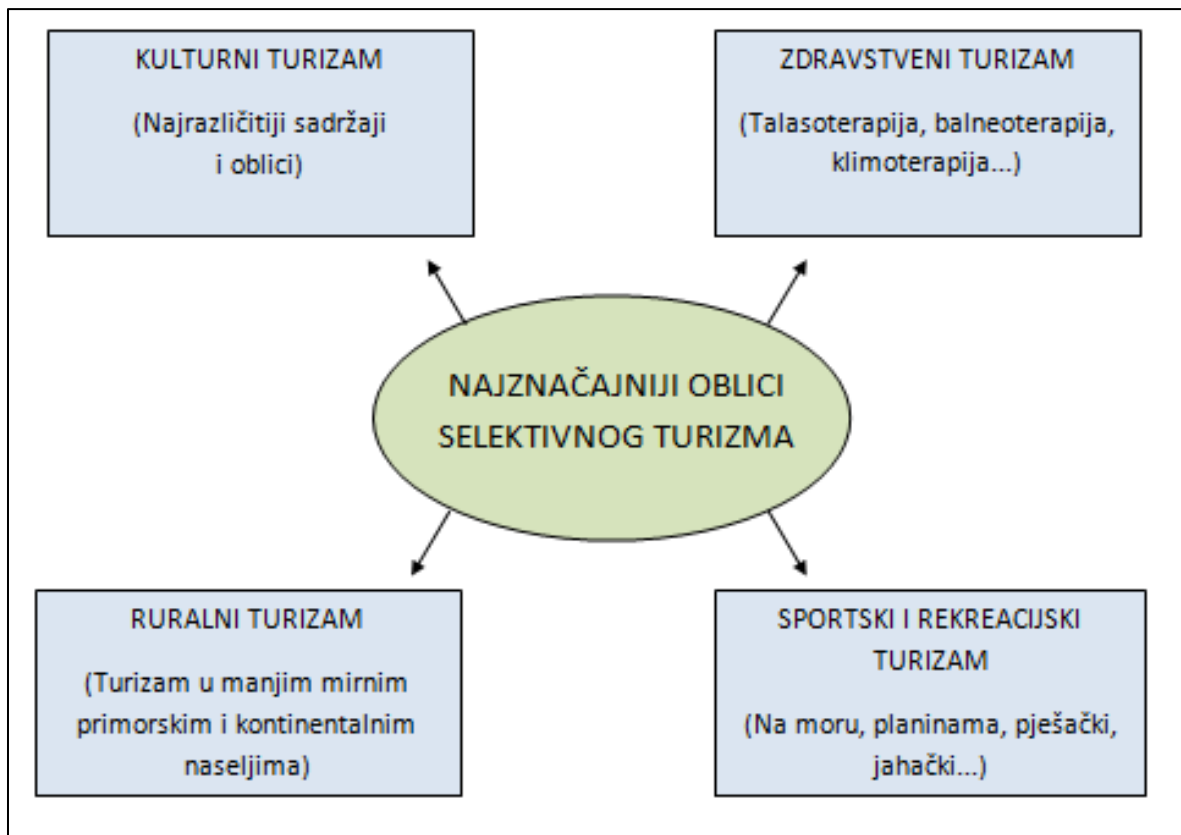 KULTURNI TURIZAM
(Najrazličitiji sadržaji
i oblici)
ZDRAVSTVENI TURIZAM
(Talasoterapija, balneoterapija,
klimoterapija...)
NAJZNAČAJNIJI OBLICI
SELEKTIVNOG TURIZMA
RURALNI TURIZAM
(Turizam u manjim mirnim
primorskim i kontinentalnim
naseljima)
SPORTSKI I REKREACIJSKI
TURIZAM
(Na moru, planinama, pješački,
jahački...)